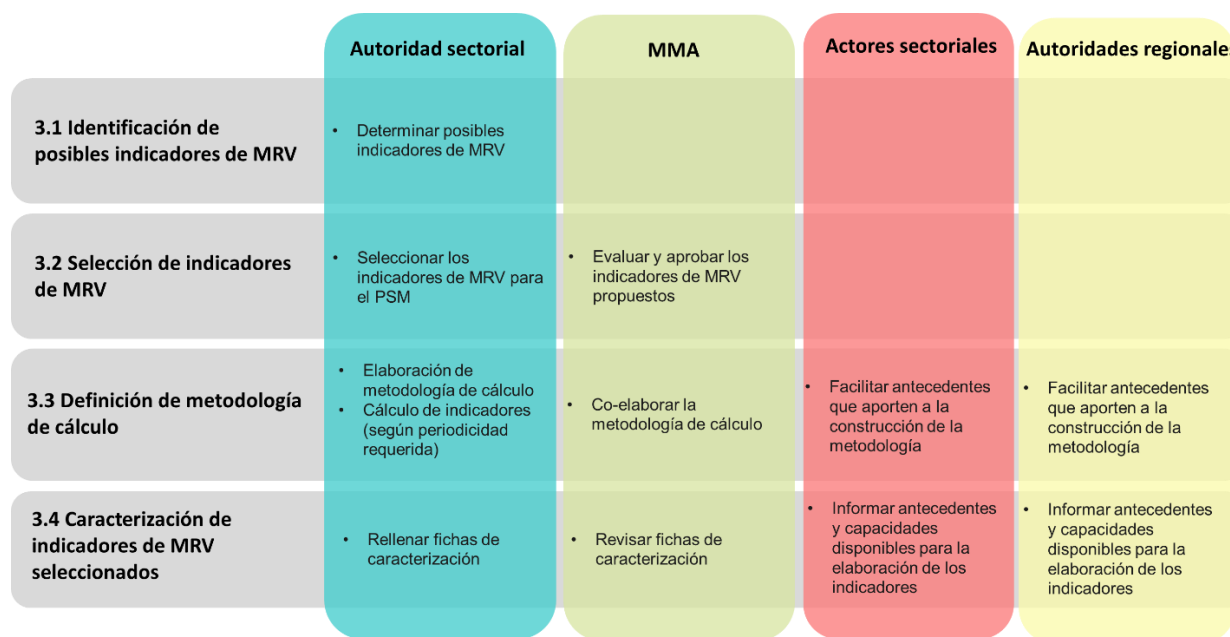 Autoridad sectorial
MMA
Actores sectoriales
Autoridades regionales
3.1 Identificación de
posibles indicadores de MRV
• Determinar posibles
indicadores de MRV
3.2 Selección de indicadores
de MRV
• Seleccionar los
indicadores de MRV para
el PSM
• Evaluar y aprobar los
indicadores de MRV
propuestos
3.3 Definición de metodología
de cálculo
• Elaboración de
metodología de cálculo
• Cálculo de indicadores
(según periodicidad
requerida)
• Co-elaborar la
metodología de cálculo
• Facilitar antecedentes
que aporten a la
construcción de la
metodología
• Facilitar antecedentes
que aporten a la
construcción de la
metodología
3.4 Caracterización de
indicadores de MRV
seleccionados
• Rellenar fichas de
caracterización
• Revisar fichas de
caracterización
• Informar antecedentes
y capacidades
disponibles para la
elaboración de los
indicadores
• Informar antecedentes
y capacidades
disponibles para la
elaboración de los
indicadores